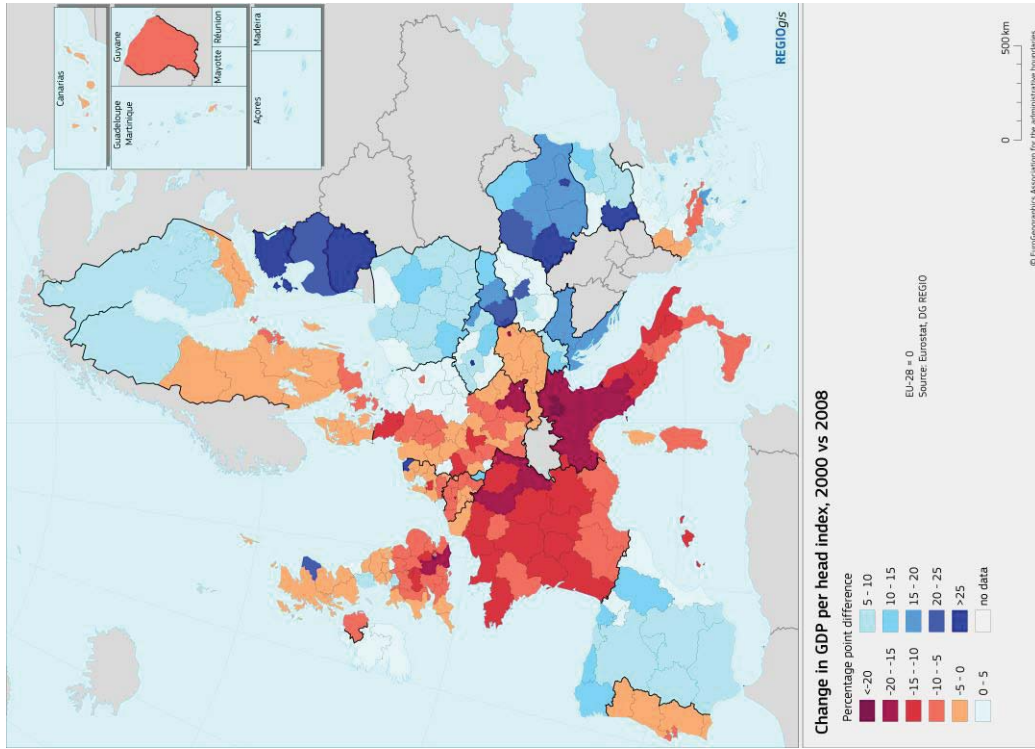 Canarias
Guadeloupe
Martinique
Guyane
Mayotte
Réunion
Açores
Madeira
REGIOgis
Change in GDP per head index, 2000 vs 2008
Percentage point difference
<-20
-20 - -15
-15 - -10
-10 - -5
-5 - 0
0 - 5
5 - 10
10 - 15
15 - 20
20 - 25
>25
no data
EU-28 = 0
Source: Eurostat, DG REGIO
0 500 km
© EuroGeographics Association for the administrative boundaries